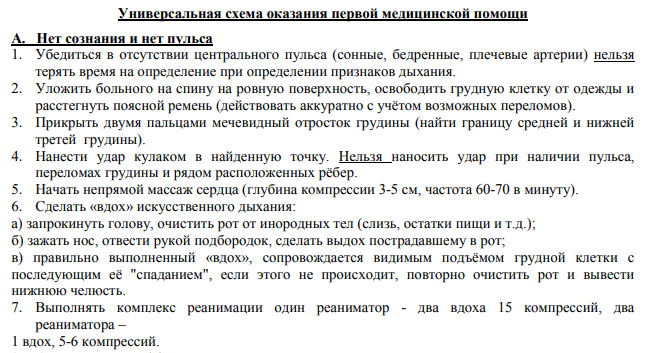 Универсальная схема оказания первой медицинской помощи
А. Нет сознания и нет пульса
1. Убедиться в отсутствии центрального пульса (сонные, бедренные, плечевые артерии) нельзя
терять время на определение при определении признаков дыхания.
2. Уложить больного на спину на ровную поверхность, освободить грудную клетку от одежды и
расстегнуть поясной ремень (действовать аккуратно с учётом возможных переломов).
3. Прикрыть двумя пальцами мечевидный отросток грудины (найти границу средней и нижней
третей грудины).
4. Нанести удар кулаком в найденную точку. Нельзя наносить удар при наличии пульса,
переломах грудины и рядом расположенных рёбер.
5. Начать непрямой массаж сердца (глубина компрессии 3-5 см, частота 60-70 в минуту).
6. Сделать «вдох» искусственного дыхания:
а) запрокинуть голову, очистить рот от инородных тел (слизь, остатки пищи и т.д.);
б) зажать нос, отвести рукой подбородок, сделать выдох пострадавшему в рот;
в) правильно выполненный «вдох», сопровождается видимым подъёмом грудной клетки с
последующим её "спаданием", если этого не происходит, повторно очистить рот и вывести
нижнюю челюсть.
7. Выполнять комплекс реанимации один реаниматор - два вдоха 15 компрессий, два
реаниматора –
1 вдох, 5-6 компрессий.